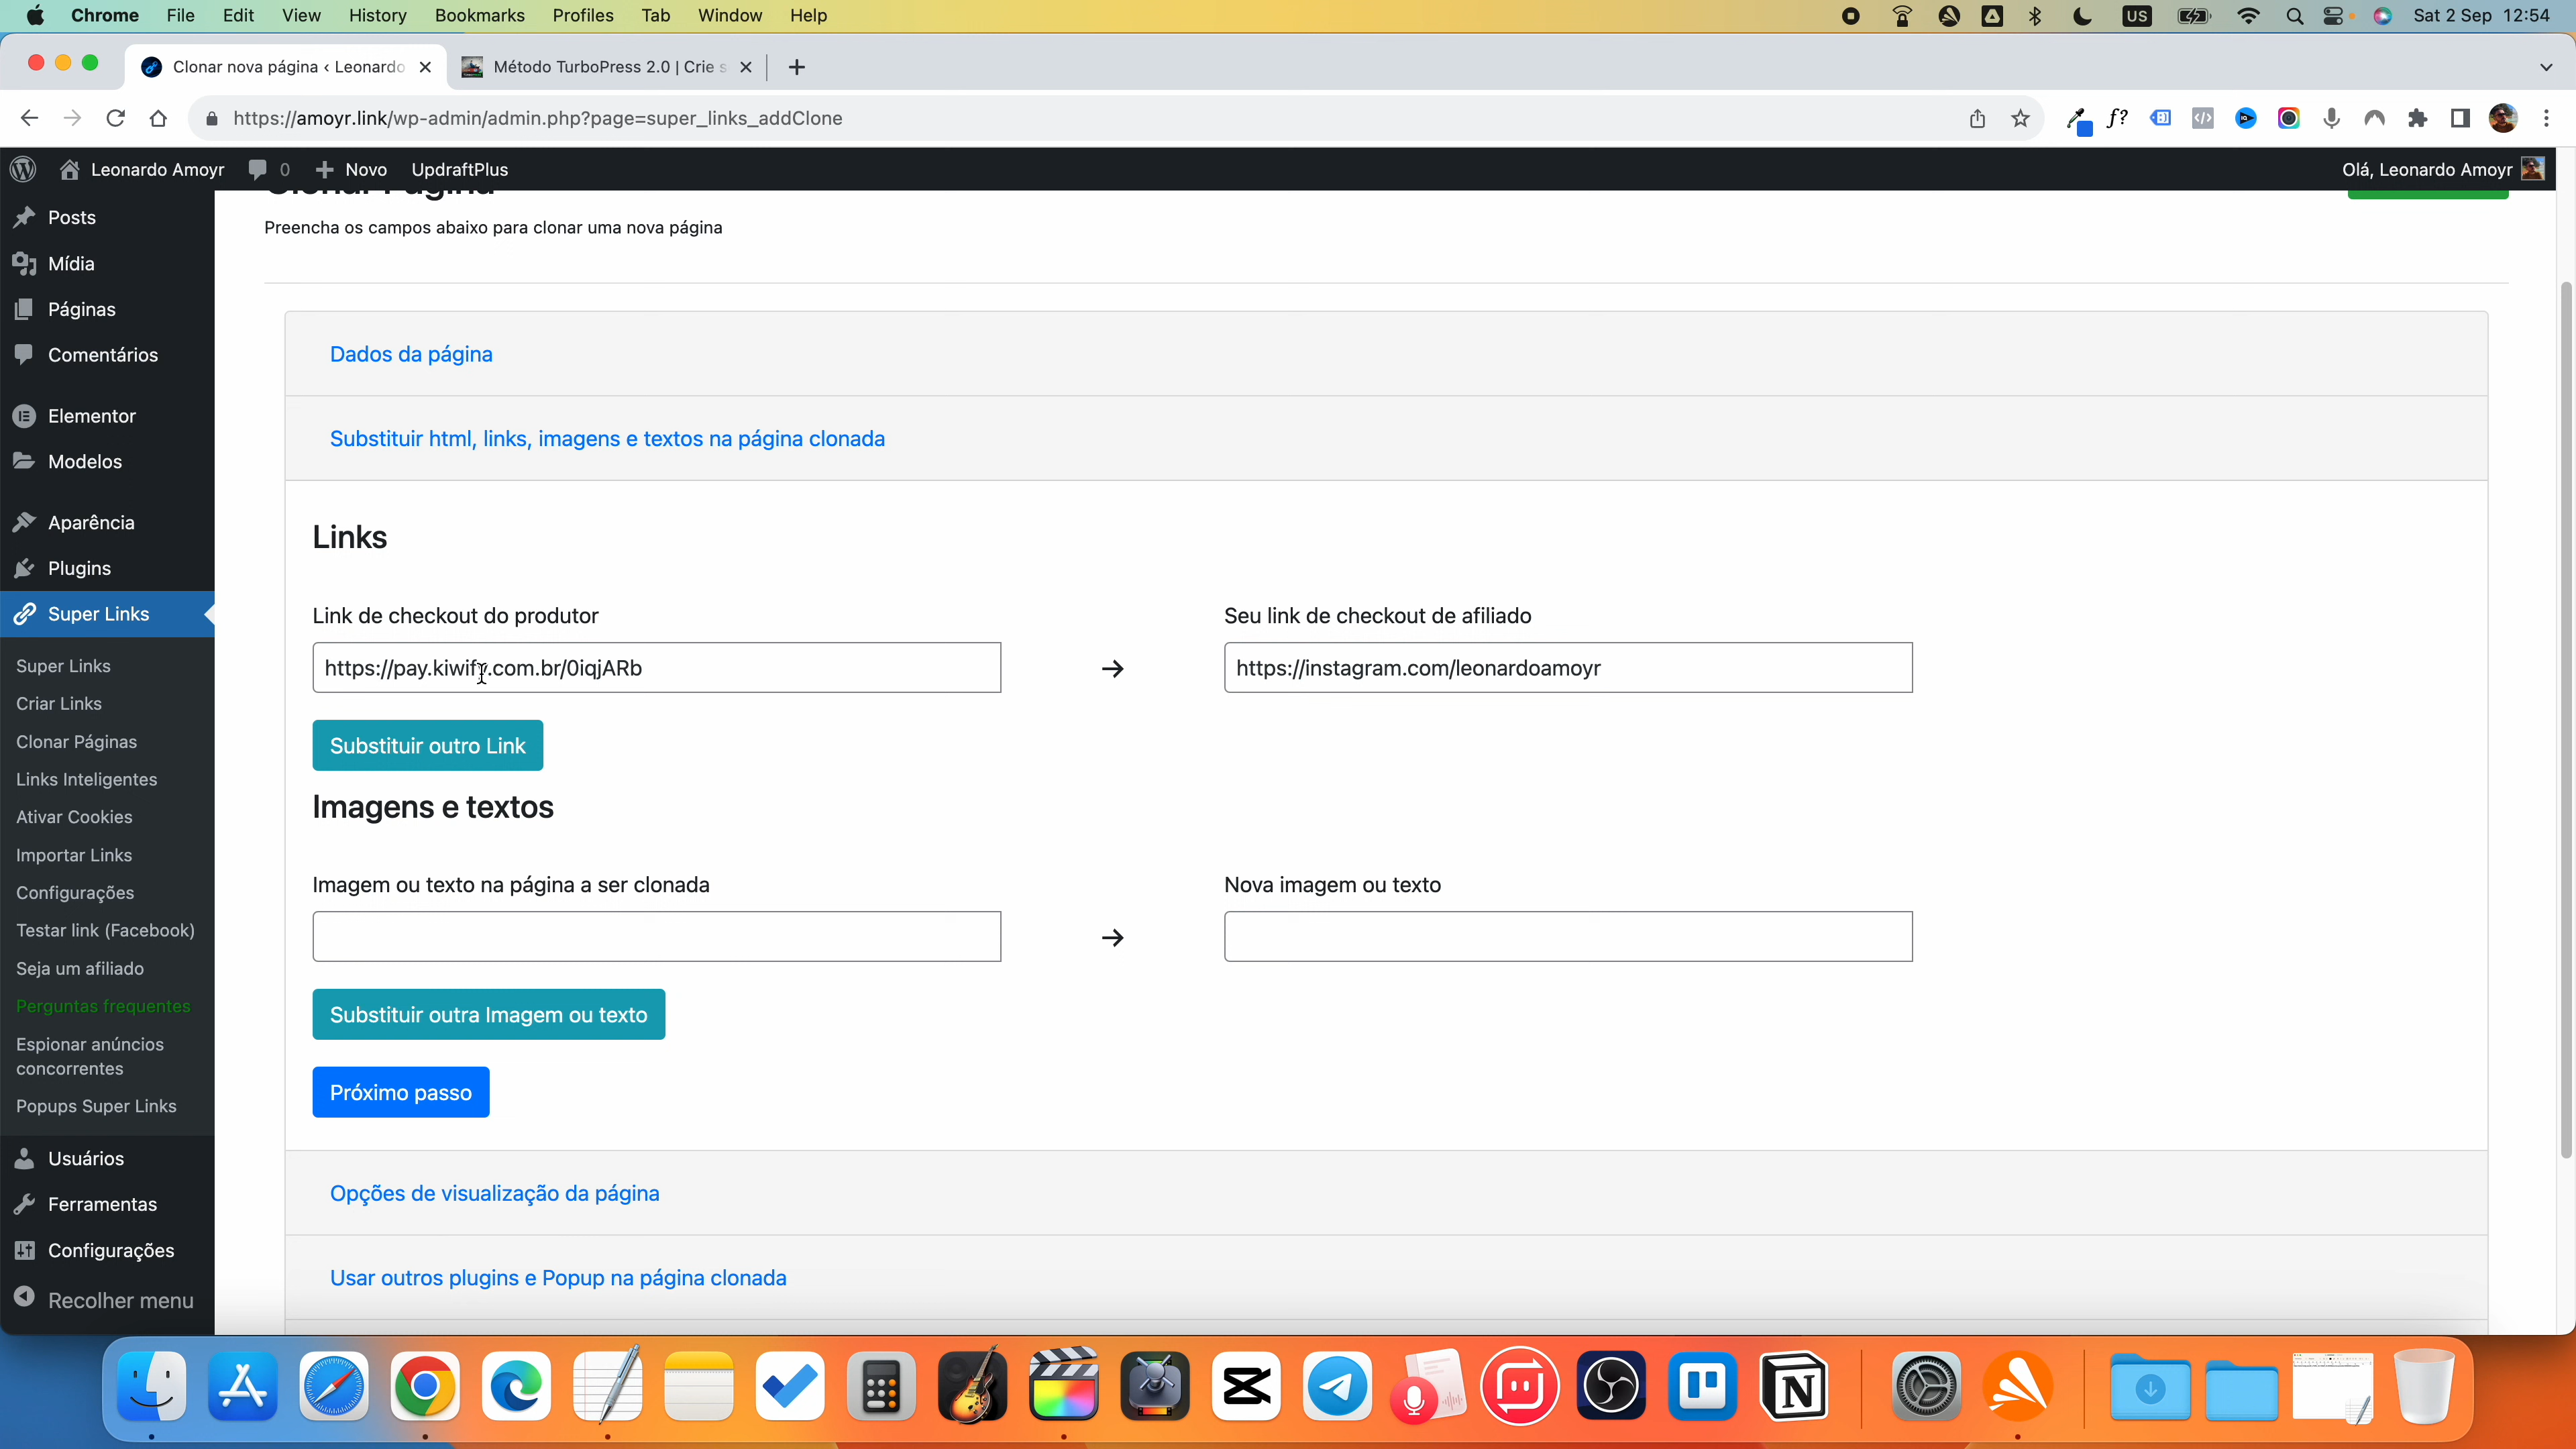 Chrome File Edit View History Bookmarks Profiles Tab Window Help US Sat 2 Sep 12:54
Clonar nova página ‹ Leonardo Método TurboPress 2.0 | Crie s
https://amoyr.link/wp-admin/admin.php?page=super_links_addClone f?
Leonardo Amoyr 0 Novo UpdraftPlus Olá, Leonardo Amoyr
Clonar Página
Preencha os campos abaixo para clonar uma nova página
Posts
Mídia
Páginas
Comentários
Elementor
Modelos
Aparência
Plugins
Super Links
Super Links
Criar Links
Clonar Páginas
Links Inteligentes
Ativar Cookies
Importar Links
Configurações
Testar link (Facebook)
Seja um afiliado
Perguntas frequentes
Espionar anúncios
concorrentes
Popups Super Links
Usuários
Ferramentas
Configurações
Recolher menu
Dados da página
Substituir html, links, imagens e textos na página clonada
Links
Link de checkout do produtor Seu link de checkout de afiliado
https://pay.kiwify.com.br/0iqjARb → https://instagram.com/leonardoamoyr
Substituir outro Link
Imagens e textos
Imagem ou texto na página a ser clonada Nova imagem ou texto
→
Substituir outra Imagem ou texto
Próximo passo
Opções de visualização da página
Usar outros plugins e Popup na página clonada